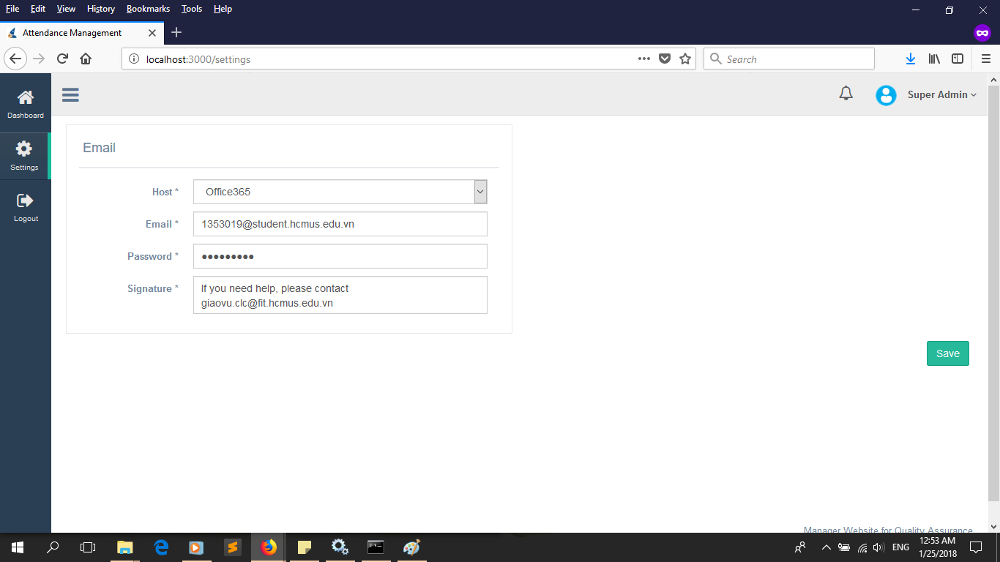 File Edit View History Bookmarks Tools Help
Attendance Management
localhost:3000/settings
Search
Dashboard
Super Admin
Settings
Logout
Email
Host *
Office365
Email *
1353019@student.hcmus.edu.vn
Password *
●●●●●●●●●
Signature *
If you need help, please contact
giaovu.clc@fit.hcmus.edu.vn
Save
Manager Website for Quality Assurance
ENG
12:53 AM
1/25/2018